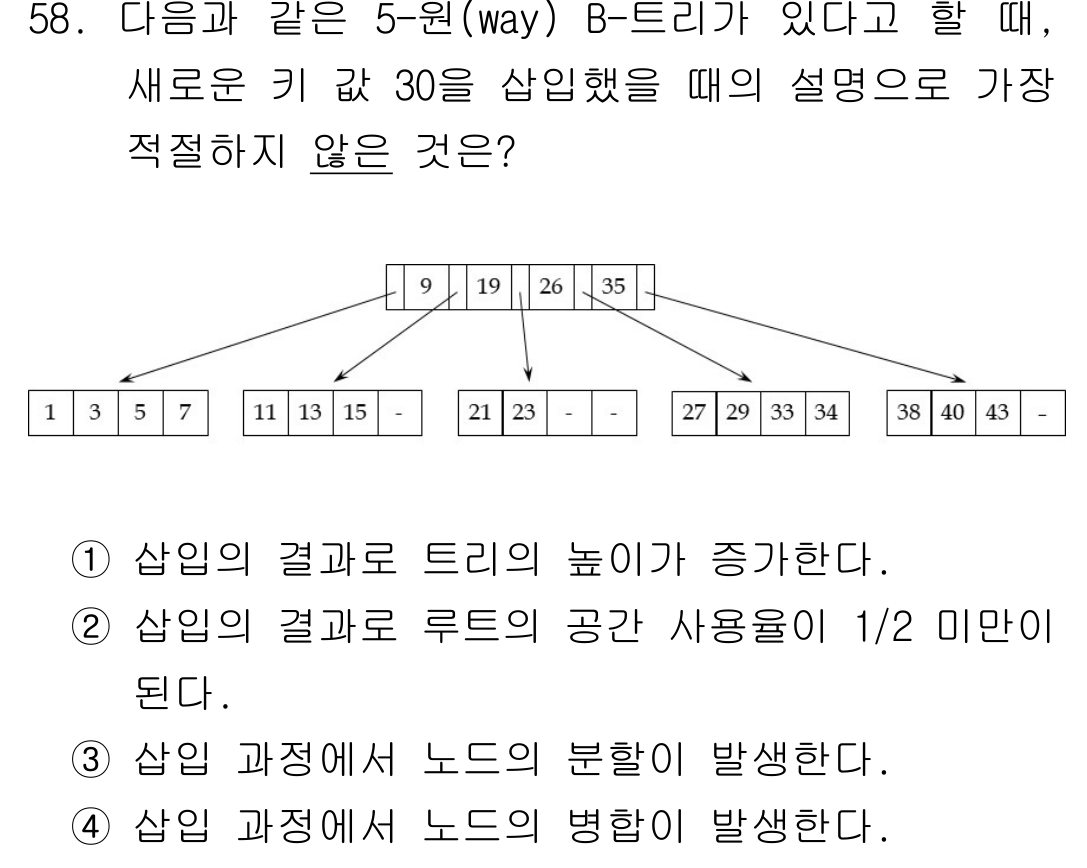 58. 다음과 같은 5-원(way) B-트리가 있다고 할 때,
새로운 키 값 30을 삽입했을 때의 설명으로 가장
적절하지 않은 것은?
9 19 26 35
1 3 5 7 11 13 15 - 21 23 - - 27 29 33 34 38 40 43 -
① 삽입의 결과로 트리의 높이가 증가한다.
② 삽입의 결과로 루트의 공간 사용율이 1/2 미만이
된다.
③ 삽입 과정에서 노드의 분할이 발생한다.
④ 삽입 과정에서 노드의 병합이 발생한다.